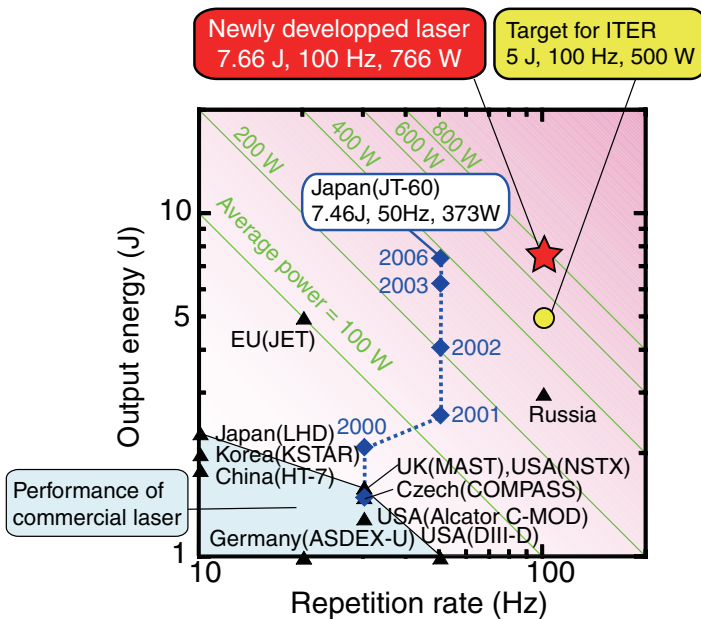 Newly developped laser
7.66 J, 100 Hz, 766 W
Target for ITER
5 J, 100 Hz, 500 W
200 W
400 W
600 W
800 W
Average power = 100 W
Japan(JT-60)
7.46J, 50Hz, 373W
2006
2003
2002
2001
2000
EU(JET)
Russia
Japan(LHD)
Korea(KSTAR)
China(HT-7)
UK(MAST),USA(NSTX)
Czech(COMPASS)
USA(Alcator C-MOD)
Germany(ASDEX-U)
USA(DIII-D)
Performance of
commercial laser
Output energy (J)
10
5
1
10
100
Repetition rate (Hz)